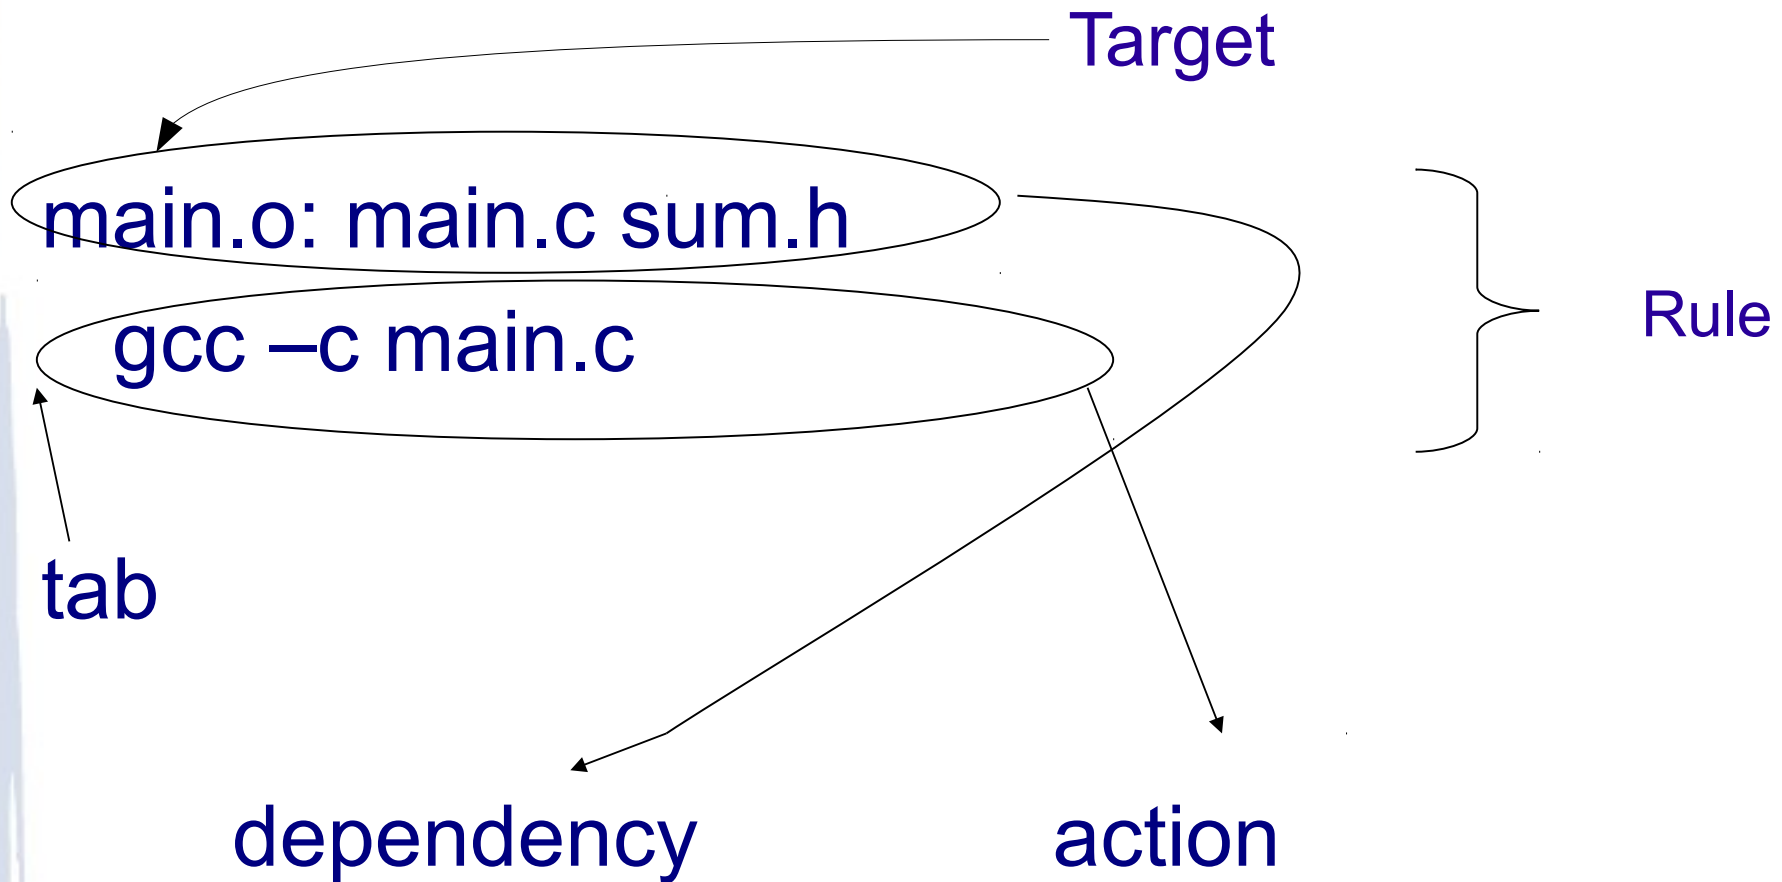 Target
main.o: main.c sum.h
gcc –c main.c
Rule
tab
dependency
action